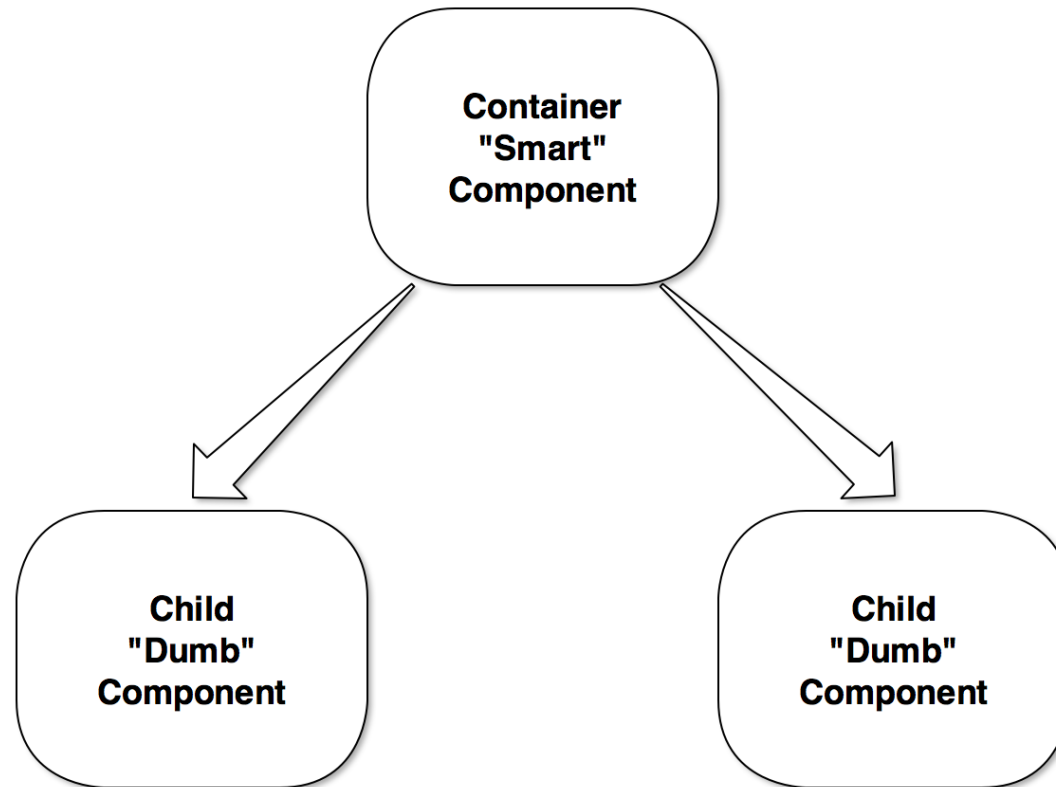 Container
"Smart"
Component
Child
"Dumb"
Component
Child
"Dumb"
Component